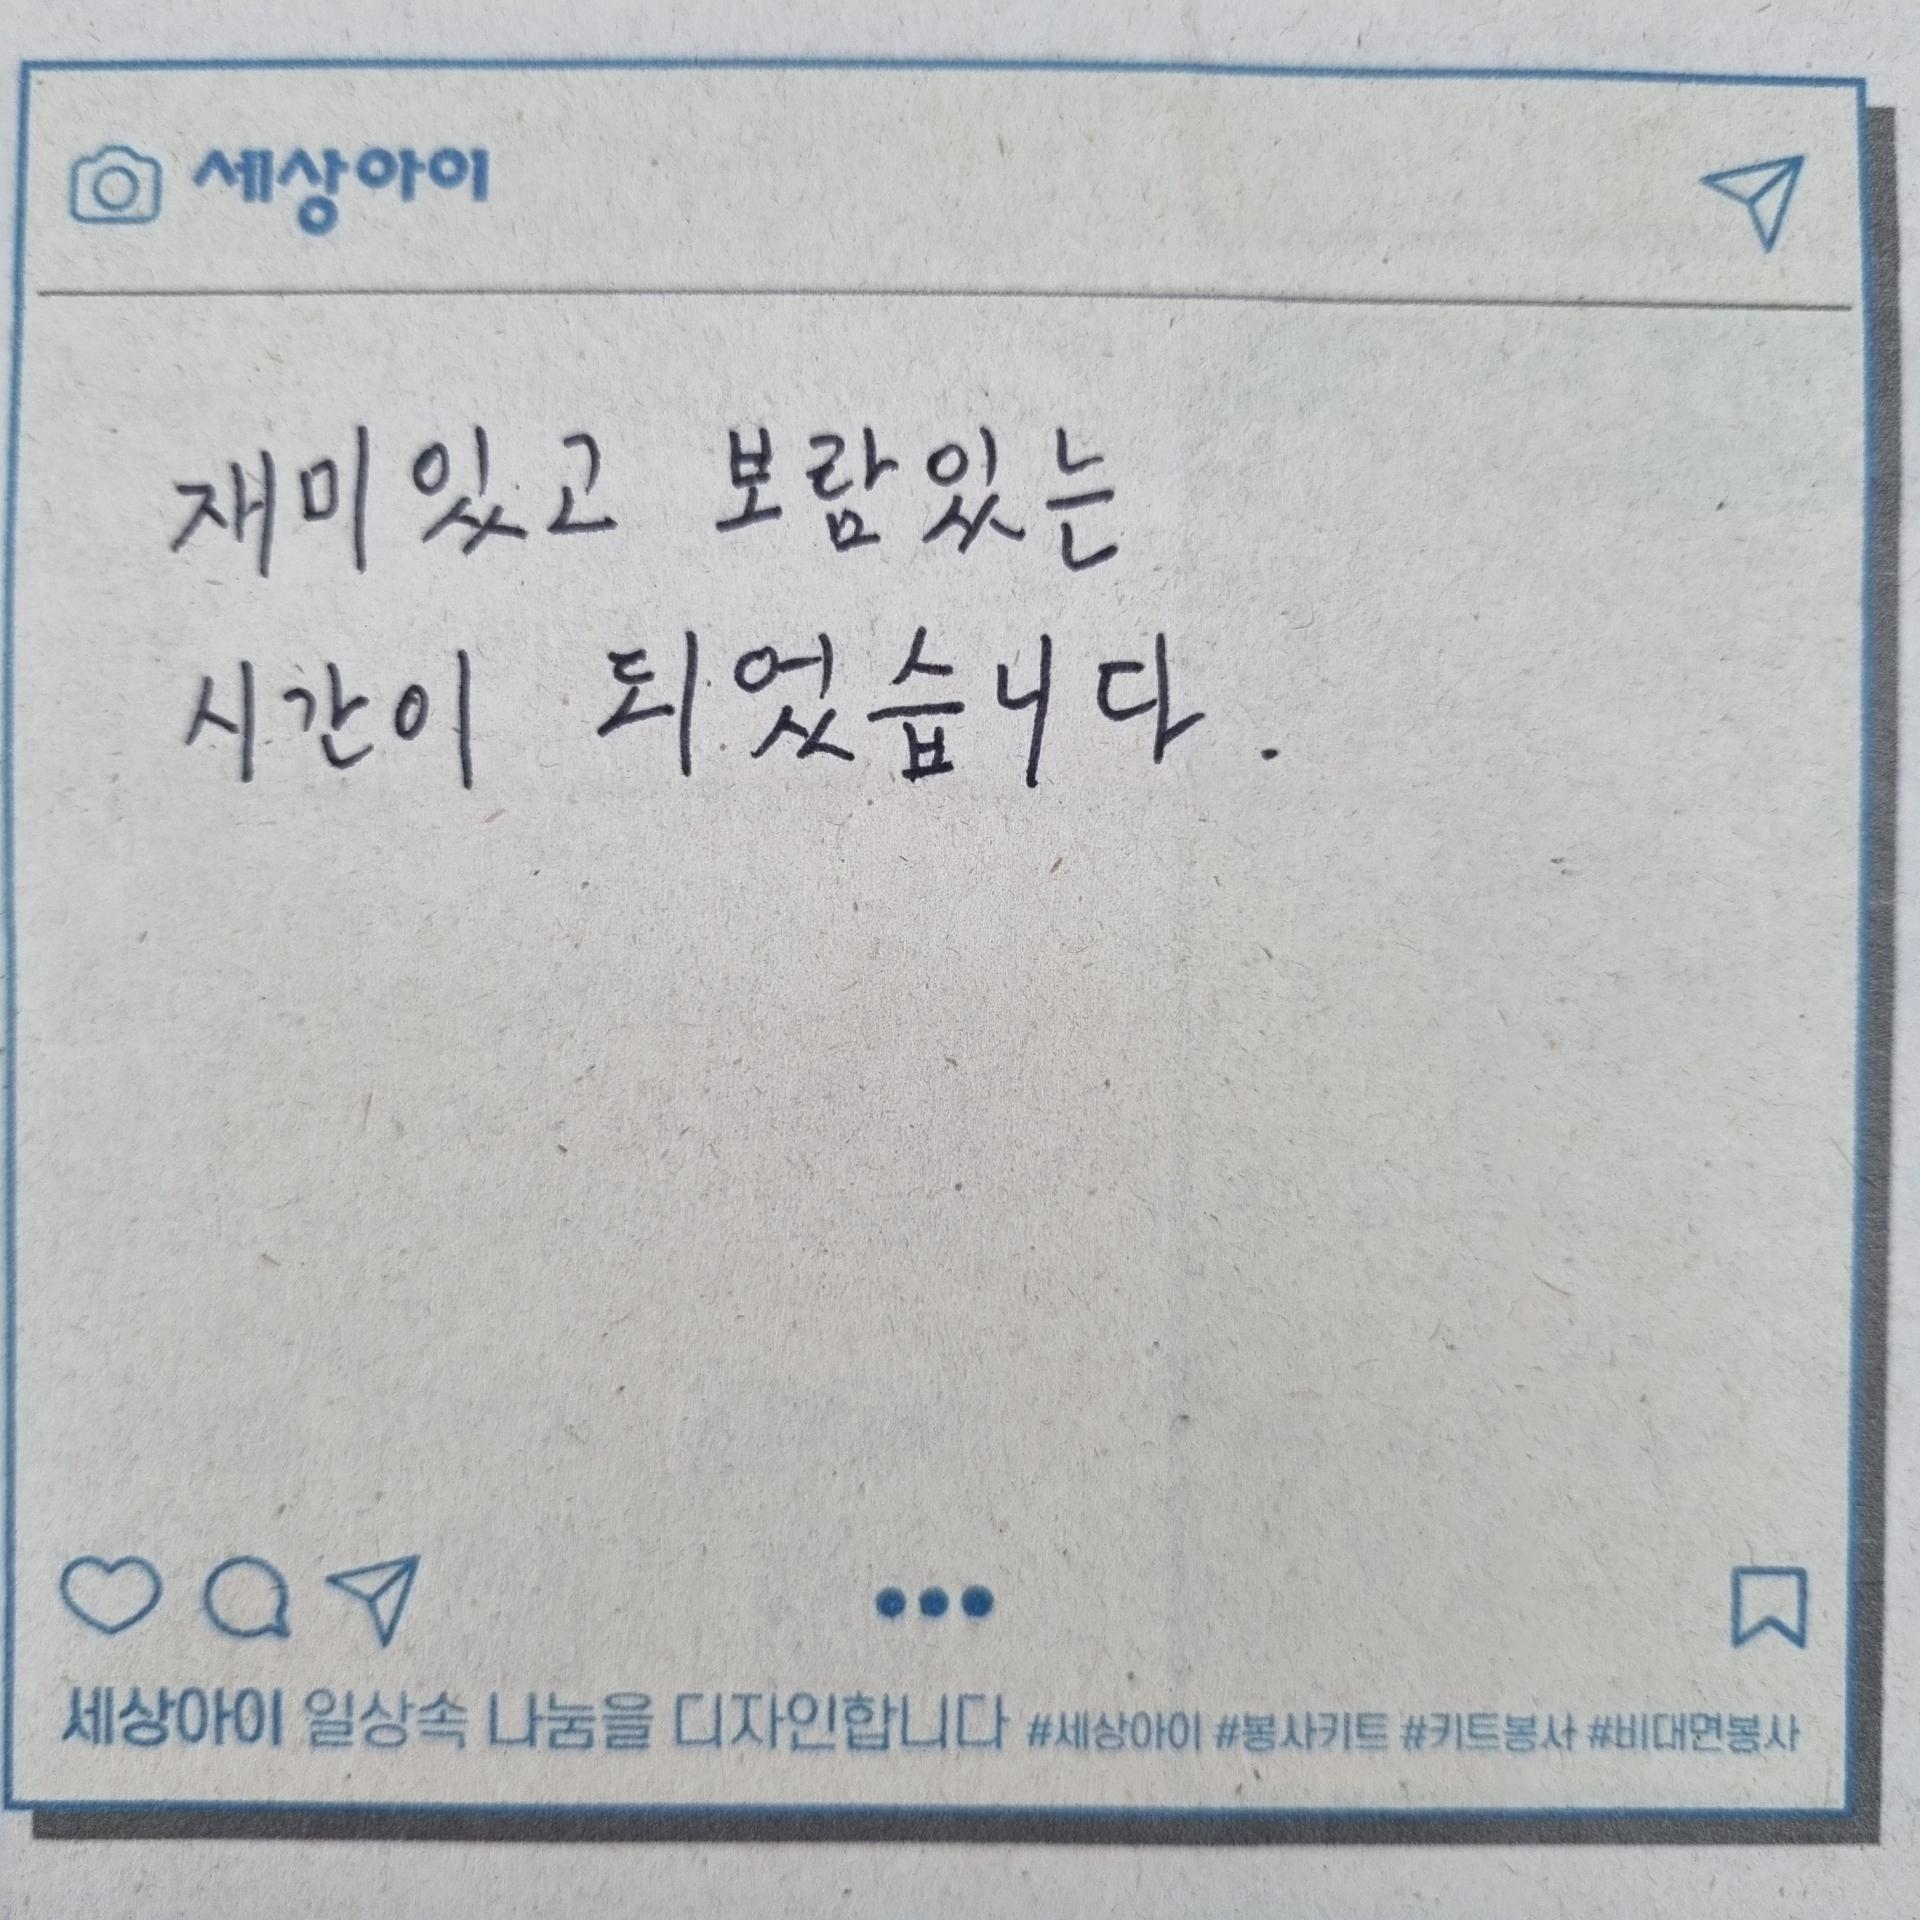 세상아이
재미있고 보람있는
시간이 되었습니다.
세상아이 일상속 나눔을 디자인합니다 #세상아이 #봉사키트 #키트봉사 #비대면봉사